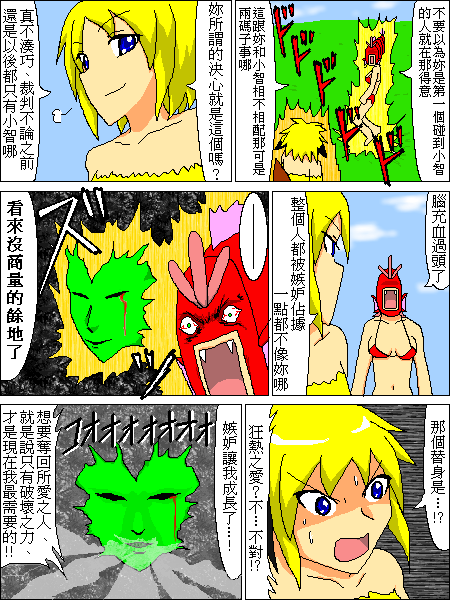 不要以為妳是第一個碰到小智
的人就在那得意
這跟妳和小智相不相配那可是
兩碼子事哪
ドドドド
妳所謂的決心就是這個嗎？
真不湊巧、裁判不論之前
還是以後都只有小智哪
腦充血過頭了
整個人都被嫉妒佔據
一點都不像妳哪
ズズ
看來沒商量的餘地了
那個替身是…!?
狂熱之愛？不…不對!?
嫉妒讓我成長了…！
コオオオオオオオ
想要奪回所愛之人、
就是說只有破壞之力、
才是現在我最需要的!!